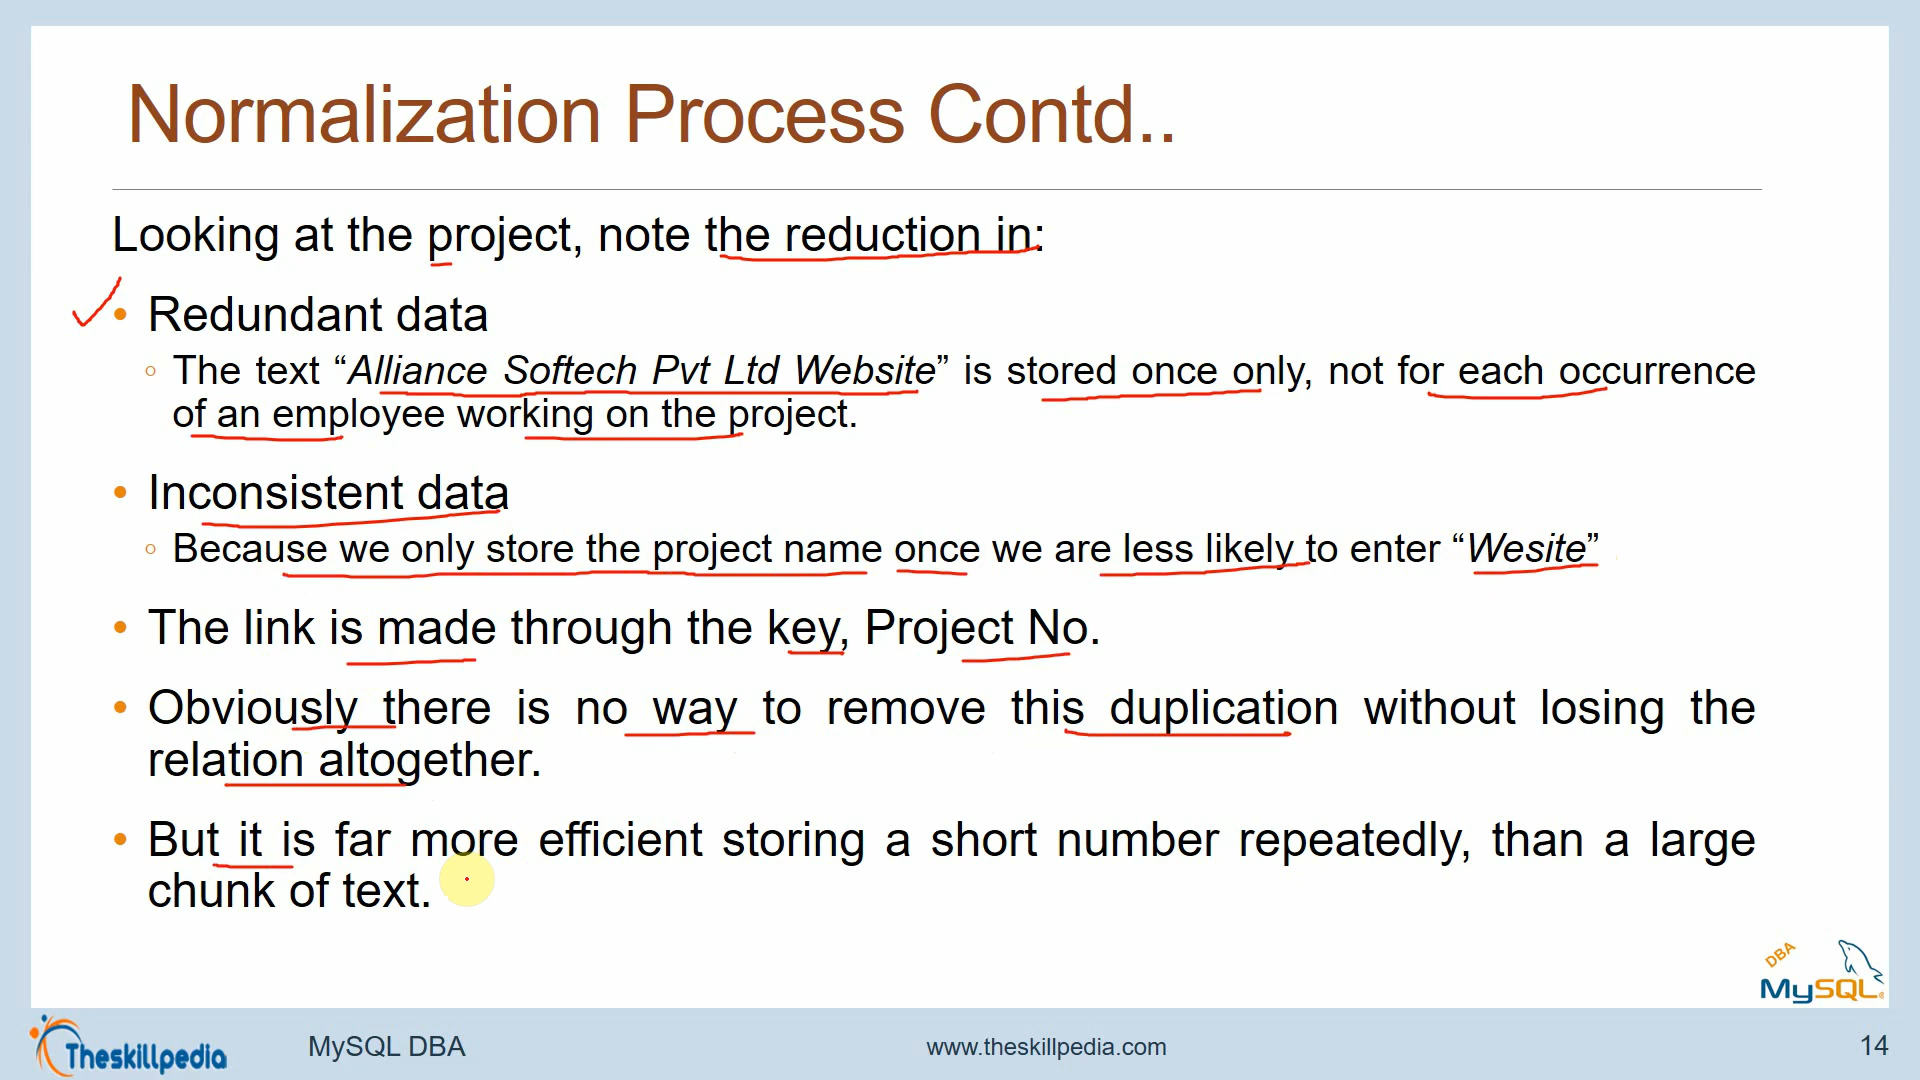 Normalization Process Contd..
Looking at the project, note the reduction in:
• Redundant data
◦ The text “Alliance Softech Pvt Ltd Website” is stored once only, not for each occurrence
of an employee working on the project.
• Inconsistent data
◦ Because we only store the project name once we are less likely to enter “Wesite”
• The link is made through the key, Project No.
• Obviously there is no way to remove this duplication without losing the
relation altogether.
• But it is far more efficient storing a short number repeatedly, than a large
chunk of text.
DBA
MySQL®
Theskillpedia
MySQL DBA
www.theskillpedia.com
14